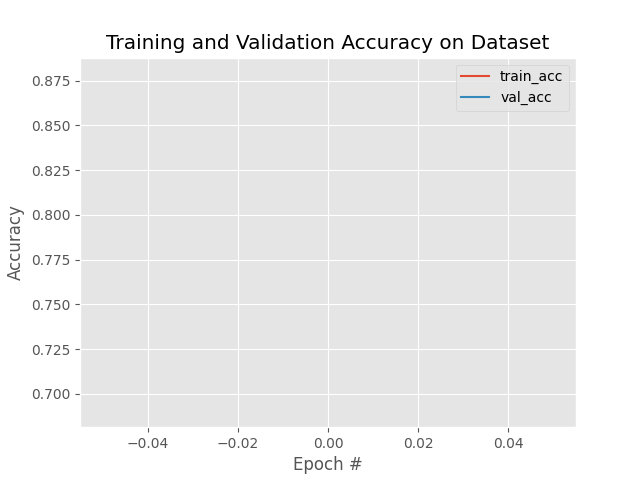 Training and Validation Accuracy on Dataset
train_acc
val_acc
0.875
0.850
0.825
0.800
0.775
0.750
0.725
0.700
Accuracy
−0.04
−0.02
0.00
0.02
0.04
Epoch #